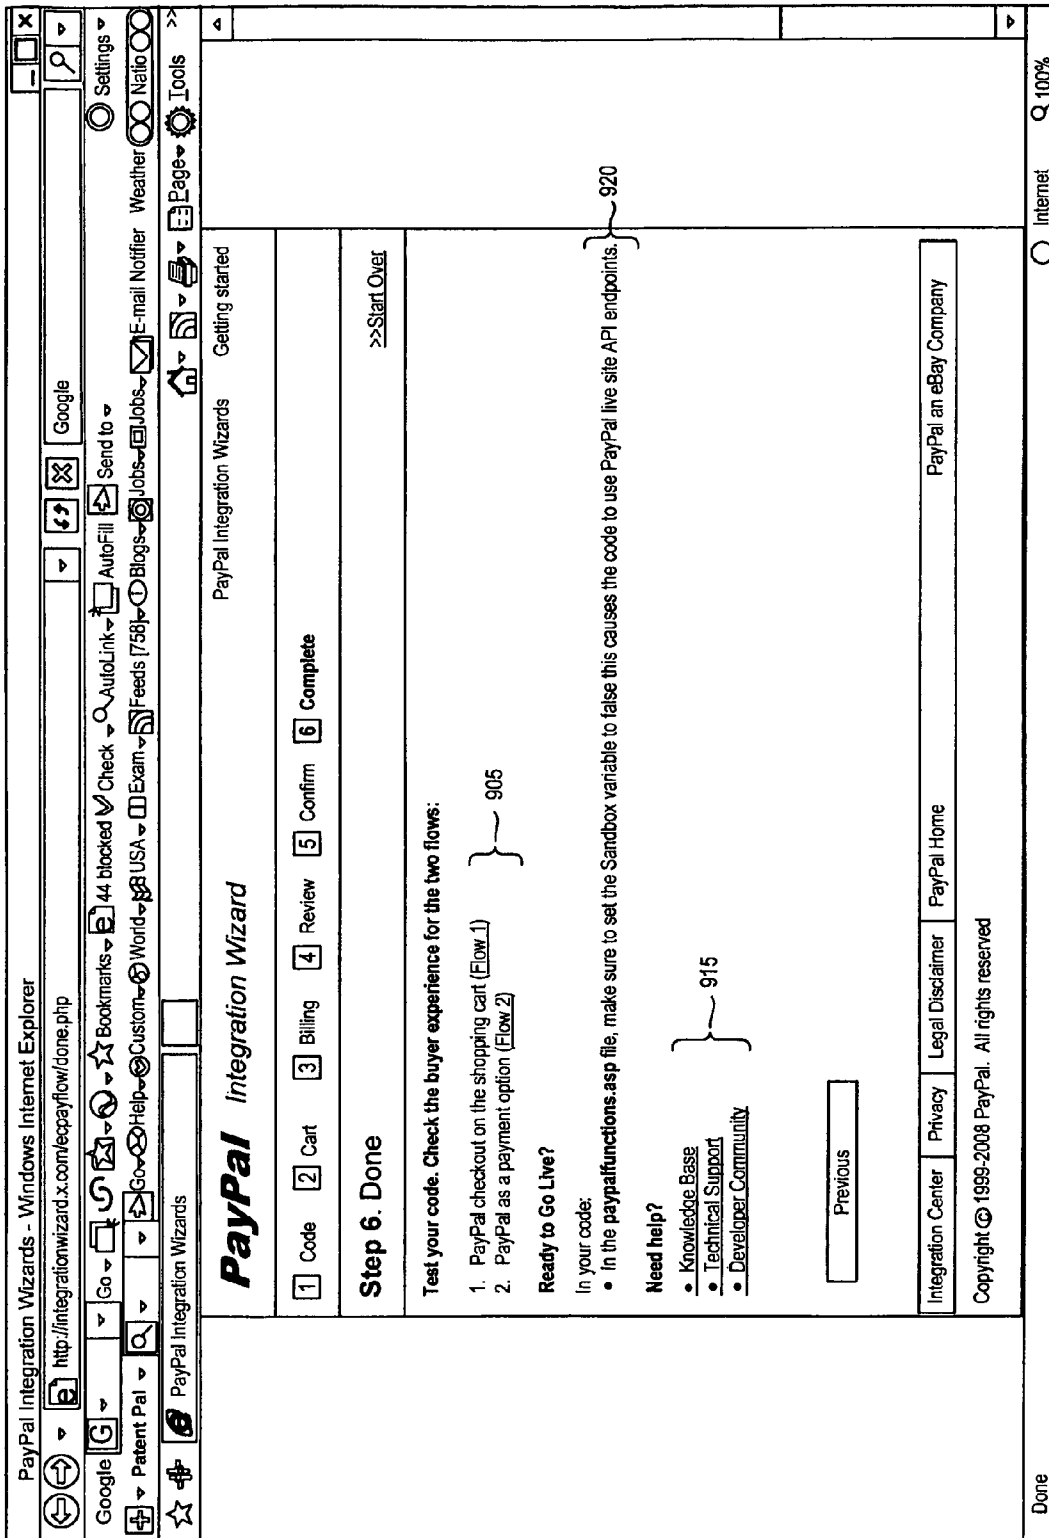 PayPal Integration Wizards - Windows Internet Explorer
http://integrationwizard.x.com/ecpayflow/done.php
Google
Google G Go Bookmarks 44 blocked Check AutoLink AutoFill Send to Settings
Patent Pal Go Help Custom World USA Exam Feeds [758] Blogs Jobs Jobs E-mail Notifier Weather Natio
PayPal Integration Wizards
Page Tools >>
PayPal Integration Wizard
PayPal Integration Wizards Getting started
1 Code 2 Cart 3 Billing 4 Review 5 Confirm 6 Complete
Step 6. Done
>>Start Over
Test your code. Check the buyer experience for the two flows:
1. PayPal checkout on the shopping cart (Flow 1)
2. PayPal as a payment option (Flow 2)
905
Ready to Go Live?
In your code:
• In the paypalfunctions.asp file, make sure to set the Sandbox variable to false this causes the code to use PayPal live site API endpoints.
920
Need help?
• Knowledge Base
• Technical Support
• Developer Community
915
Previous
Integration Center Privacy Legal Disclaimer PayPal Home PayPal an eBay Company
Copyright © 1999-2008 PayPal. All rights reserved
Done Internet 100%